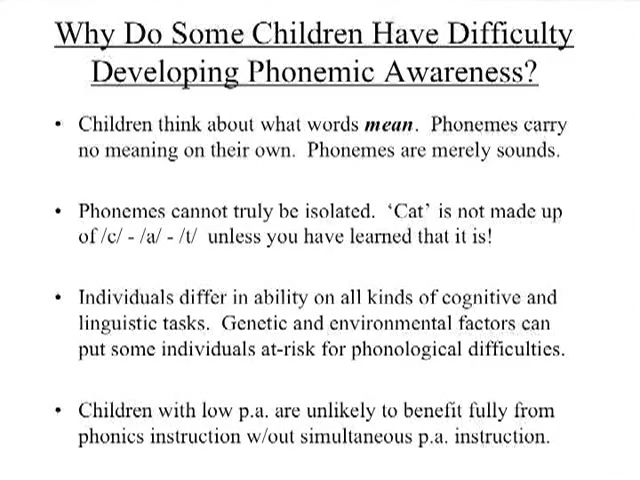 Why Do Some Children Have Difficulty
Developing Phonemic Awareness?
• Children think about what words mean. Phonemes carry
no meaning on their own. Phonemes are merely sounds.
• Phonemes cannot truly be isolated. ‘Cat’ is not made up
of /c/ - /a/ - /t/ unless you have learned that it is!
• Individuals differ in ability on all kinds of cognitive and
linguistic tasks. Genetic and environmental factors can
put some individuals at-risk for phonological difficulties.
• Children with low p.a. are unlikely to benefit fully from
phonics instruction w/out simultaneous p.a. instruction.